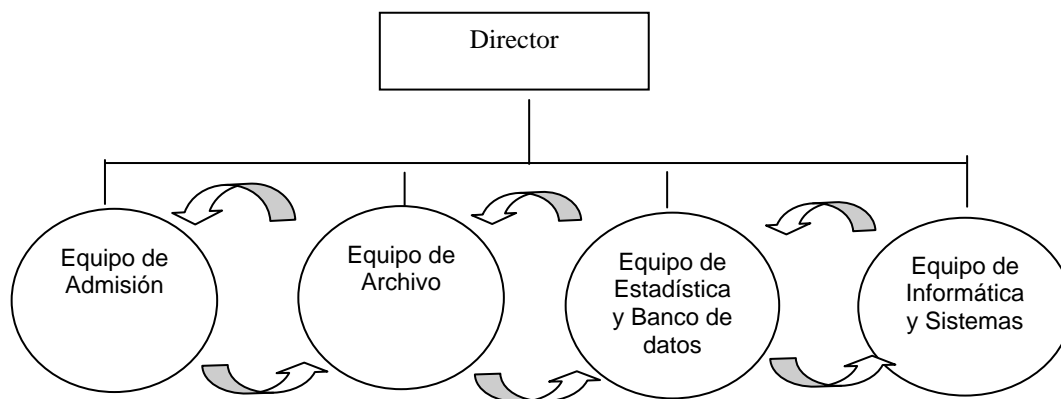 Director
Equipo de
Admisión
Equipo de
Archivo
Equipo de
Estadística
y Banco de
datos
Equipo de
Informática
y Sistemas